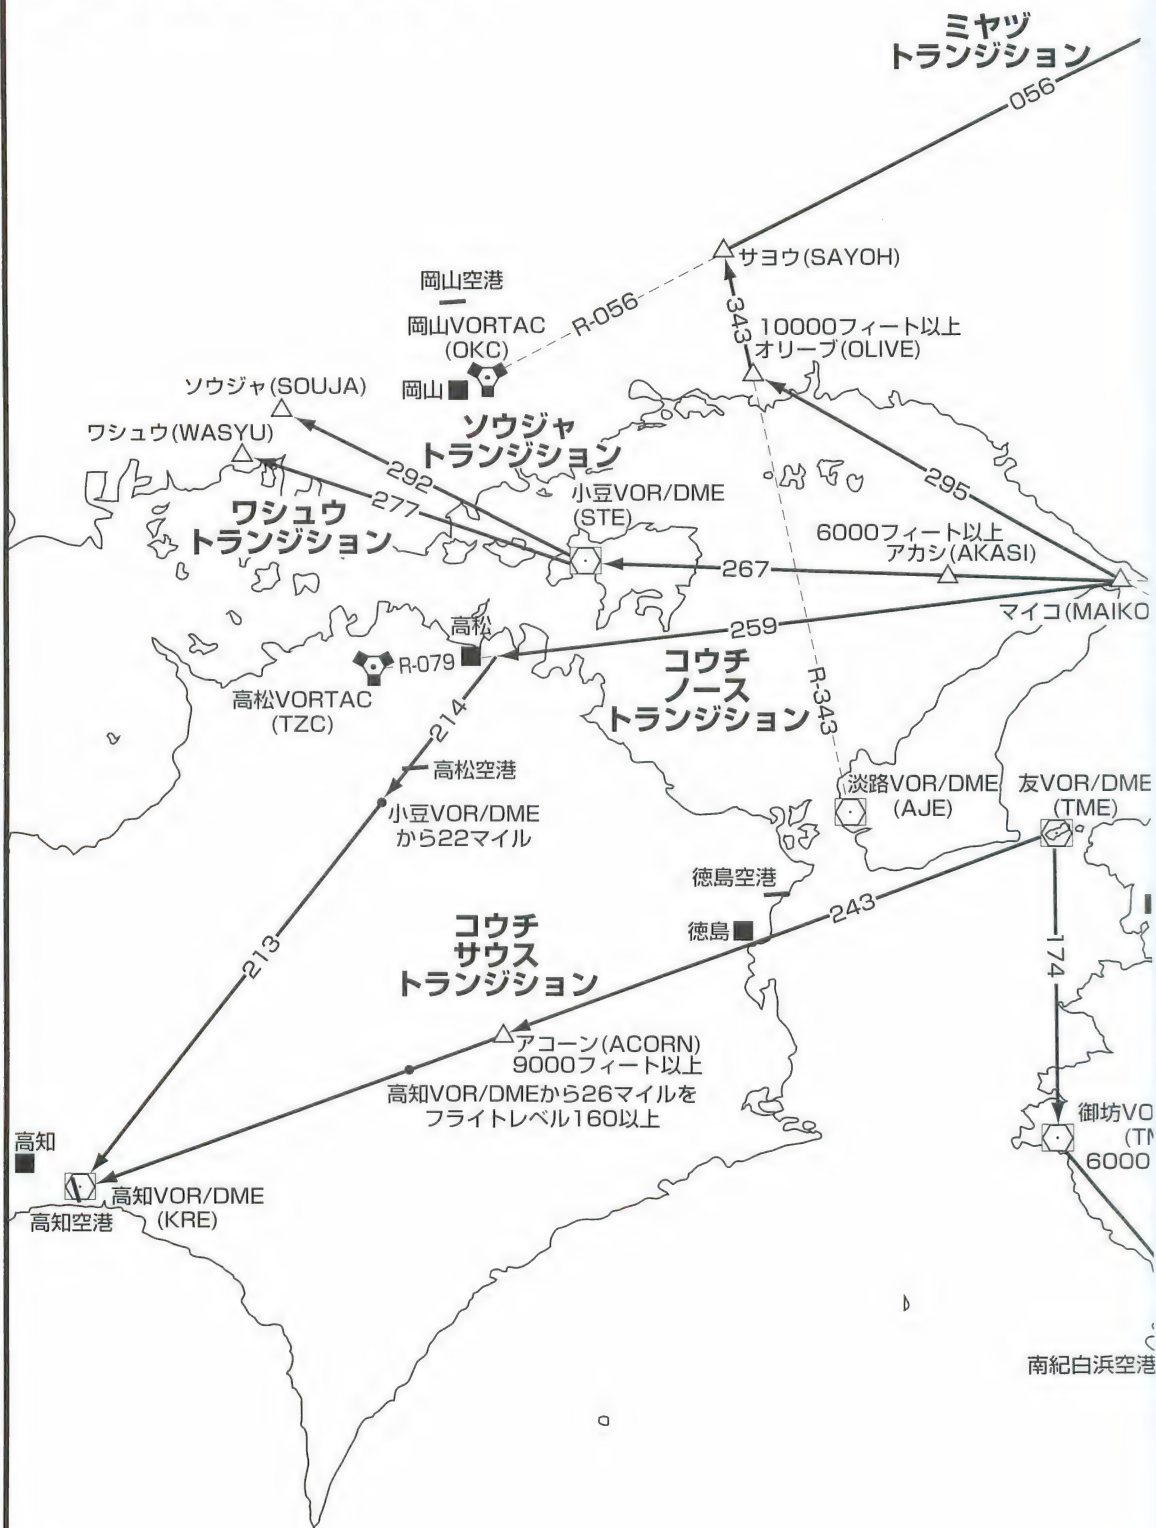 ミヤヅ
トランジション
056
サヨウ(SAYOH)
岡山空港
岡山VORTAC
(OKC)
R-056
343
10000フィート以上
オリーブ(OLIVE)
岡山
ソウジャ(SOUJA)
ワシュウ(WASYU)
ソウジャ
トランジション
292
277
295
小豆VOR/DME
(STE)
ワシュウ
トランジション
6000フィート以上
アカシ(AKASI)
267
マイコ(MAIKO
259
高松
R-079
高松VORTAC
(TZC)
コウチ
ノース
トランジション
R-343
214
高松空港
小豆VOR/DME
から22マイル
淡路VOR/DME
(AJE)
友VOR/DME
(TME)
徳島空港
243
徳島
コウチ
サウス
トランジション
213
174
アコーン(ACORN)
9000フィート以上
高知VOR/DMEから26マイルを
フライトレベル160以上
御坊VO
6000
高知
高知VOR/DME
(KRE)
高知空港
南紀白浜空港